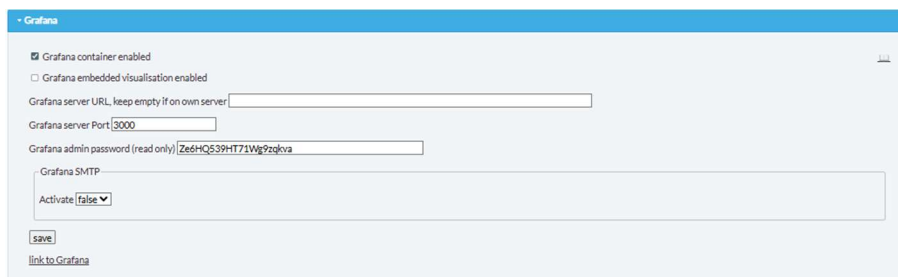 Grafana
Grafana container enabled
Grafana embedded visualisation enabled
Grafana server URL, keep empty if on own server
Grafana server Port 3000
Grafana admin password (read only) Ze6HQ539HT71Wg9zqkva
Grafana SMTP
Activate false
save
link to Grafana